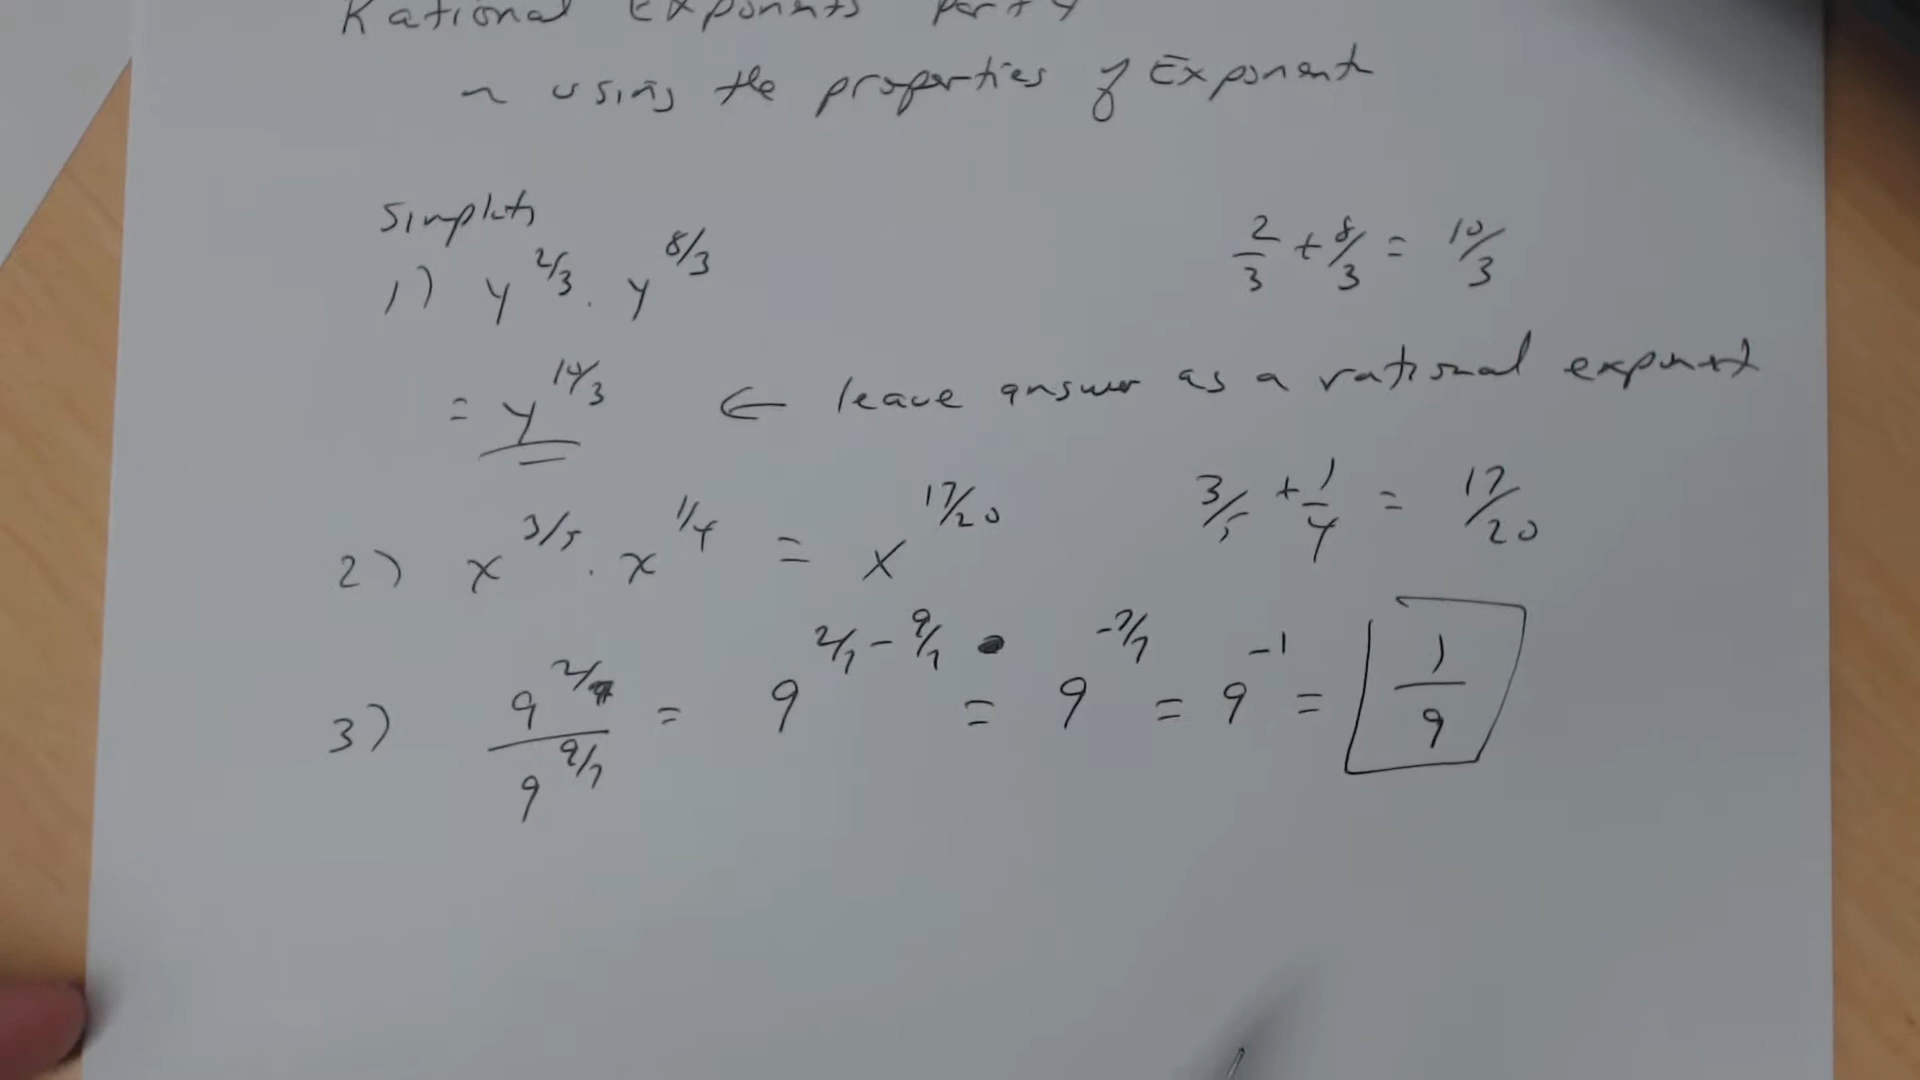 Rational Exponents Part 4
~ using the properties of Exponent
Simplify
1) y^2/3 . y^8/3
2/3 + 8/3 = 10/3
= y^14/3 ← leave answer as a rational exponent
2) x^3/5 . x^1/4 = x^17/20
3/5 + 1/4 = 17/20
3) 9^2/7 / 9^9/7 = 9^2/7 - 9/7 = 9^-7/7 = 9^-1 = 1/9